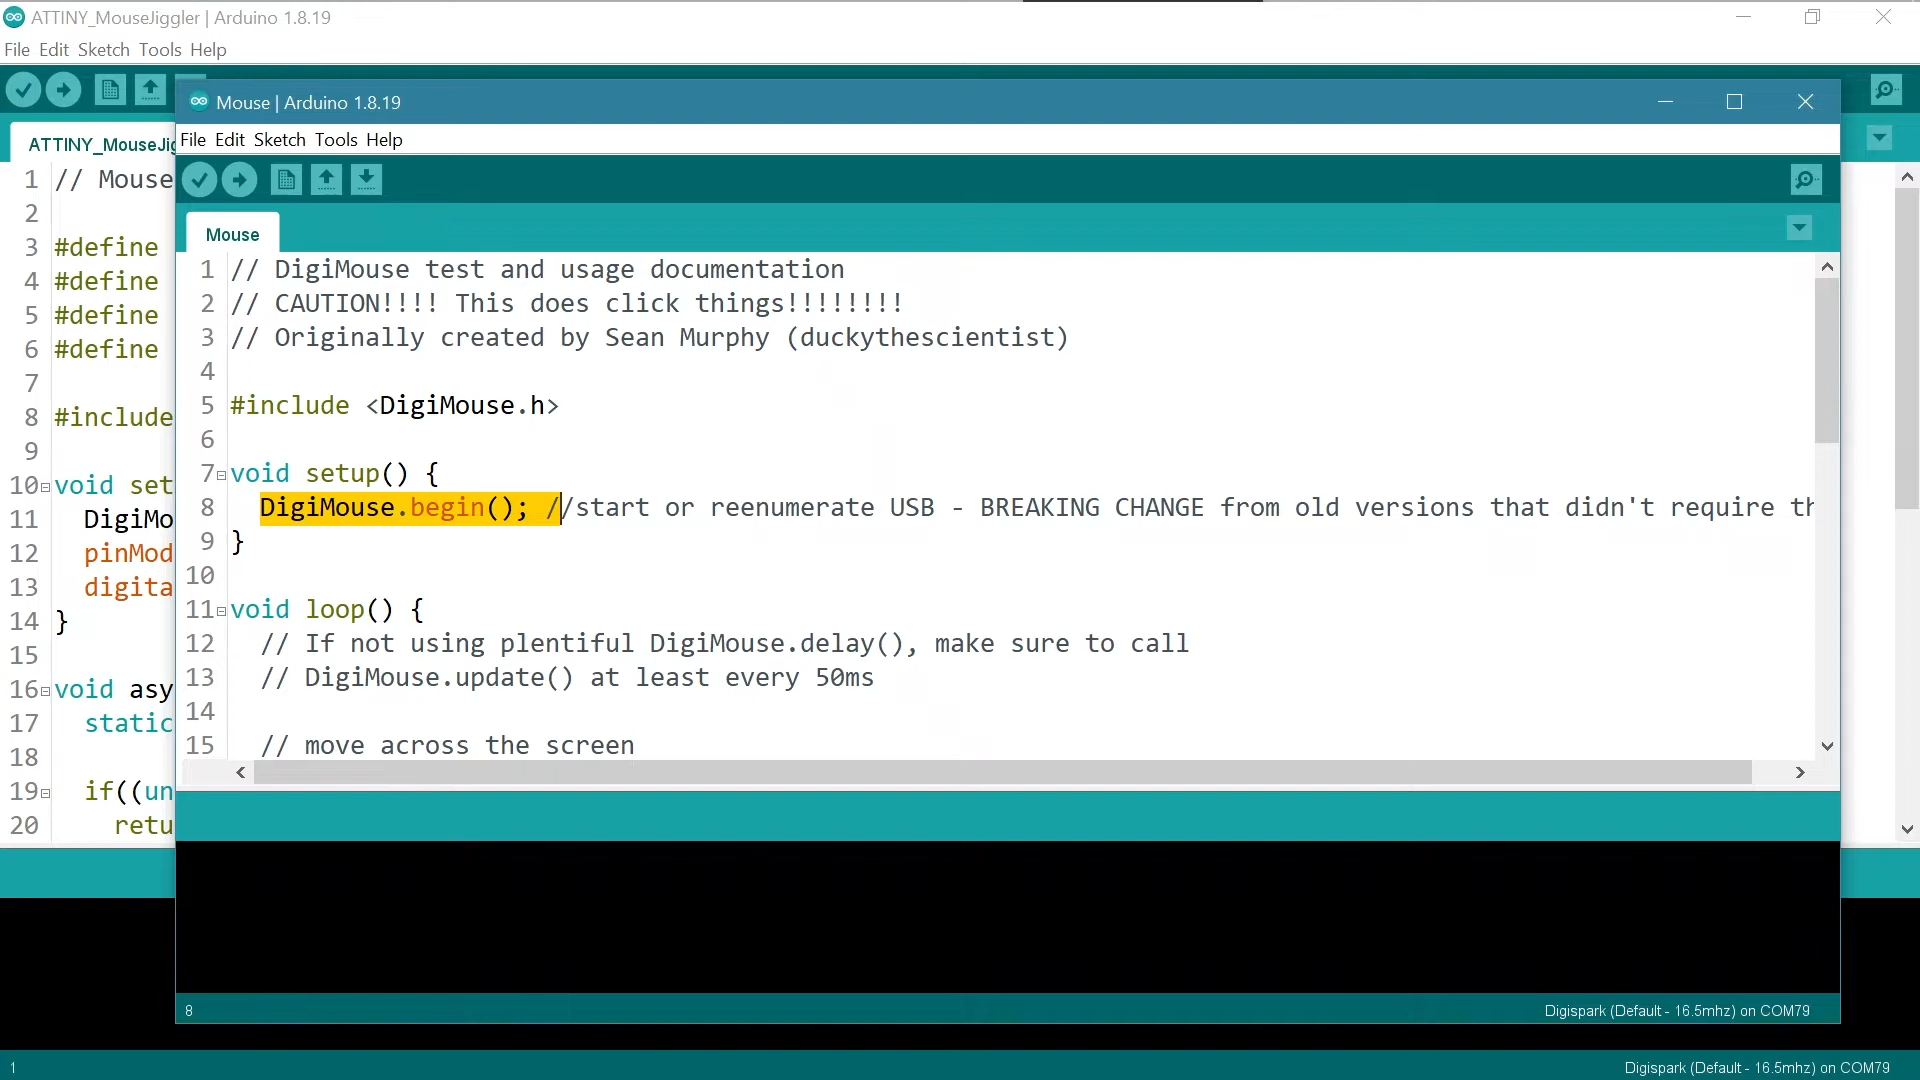 ATTINY_MouseJiggler | Arduino 1.8.19
File Edit Sketch Tools Help
ATTINY_MouseJig
1 // Mouse
2
3 #define
4 #define
5 #define
6 #define
7
8 #include
9
10 void set
11 DigiMo
12 pinMod
13 digita
14 }
15
16 void asy
17 static
18
19 if((un
20 retu
Mouse | Arduino 1.8.19
File Edit Sketch Tools Help
Mouse
1 // DigiMouse test and usage documentation
2 // CAUTION!!!! This does click things!!!!!!!!
3 // Originally created by Sean Murphy (duckythescientist)
4
5 #include <DigiMouse.h>
6
7 void setup() {
8 DigiMouse.begin(); //start or reenumerate USB - BREAKING CHANGE from old versions that didn't require th
9 }
10
11 void loop() {
12 // If not using plentiful DigiMouse.delay(), make sure to call
13 // DigiMouse.update() at least every 50ms
14
15 // move across the screen
8
Digispark (Default - 16.5mhz) on COM79
1
Digispark (Default - 16.5mhz) on COM79